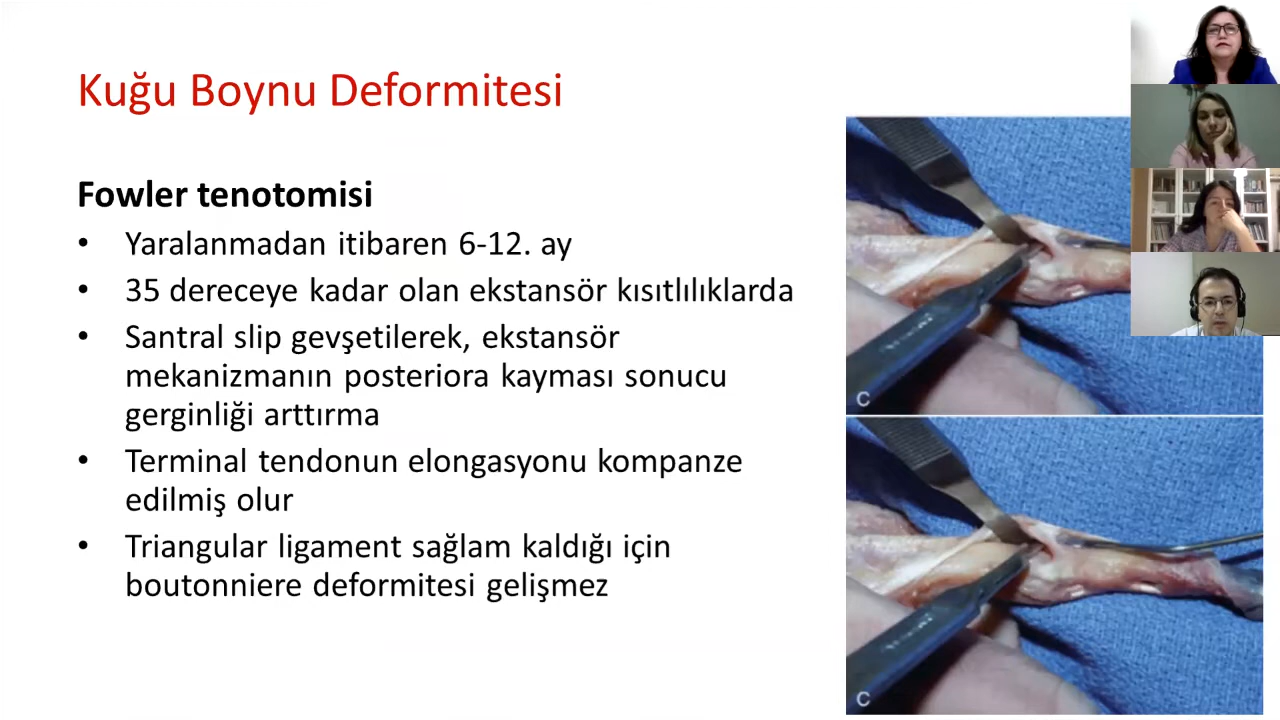 Kuğu Boynu Deformitesi
Fowler tenotomisi
• Yaralanmadan itibaren 6-12. ay
• 35 dereceye kadar olan ekstansör kısıtlılıklarda
• Santral slip gevşetilerek, ekstansör
mekanizmanın posteriora kayması sonucu
gerginliği arttırma
• Terminal tendonun elongasyonu kompanze
edilmiş olur
• Triangular ligament sağlam kaldığı için
boutonniere deformitesi gelişmez
C
C